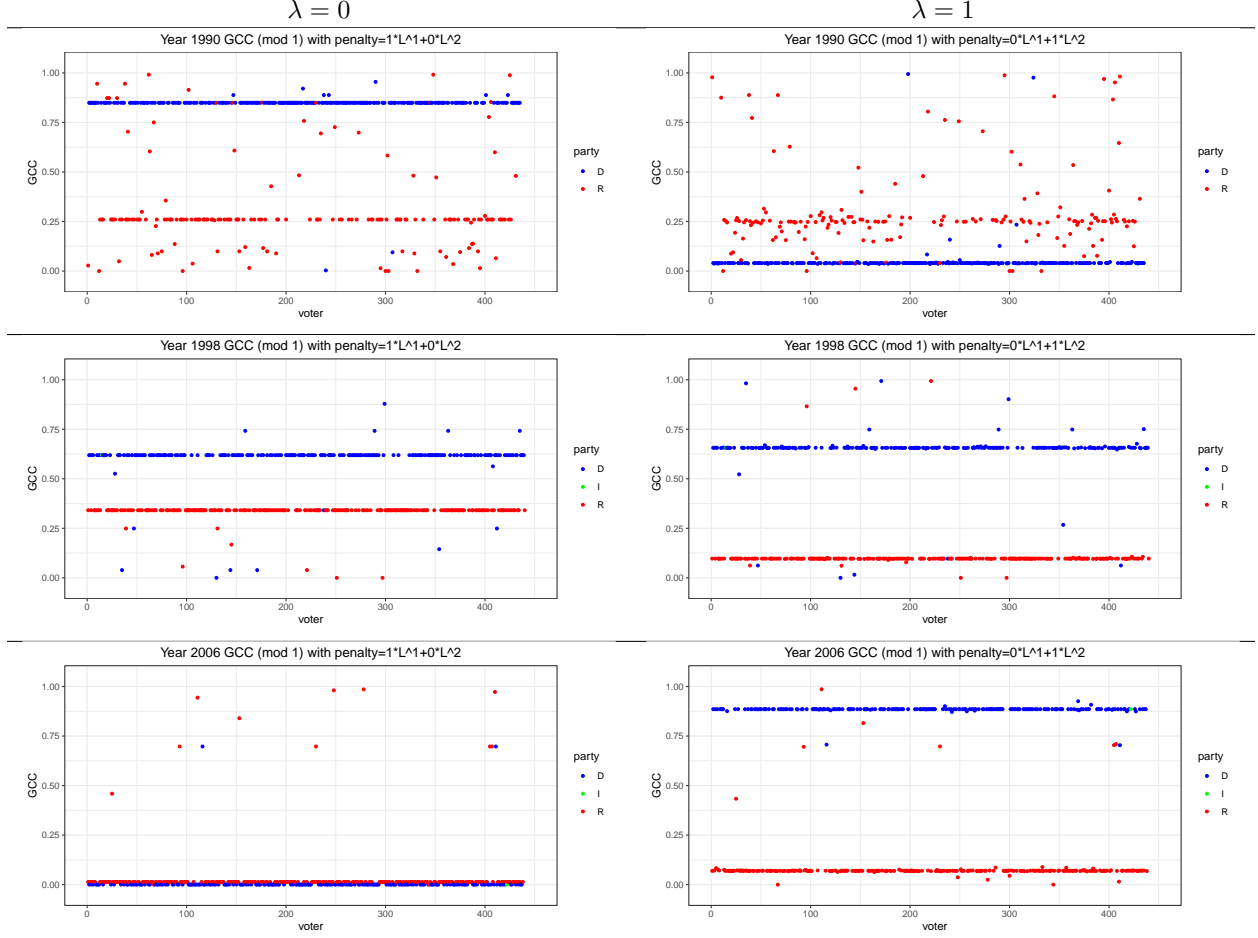 λ = 0
λ = 1
Year 1990 GCC (mod 1) with penalty=1*L^1+0*L^2
1.00
0.75
0.50
0.25
0.00
GCC
0
100
200
300
400
voter
party
D
R
Year 1990 GCC (mod 1) with penalty=0*L^1+1*L^2
1.00
0.75
0.50
0.25
0.00
GCC
0
100
200
300
400
voter
party
D
R
Year 1998 GCC (mod 1) with penalty=1*L^1+0*L^2
1.00
0.75
0.50
0.25
0.00
GCC
0
100
200
300
400
voter
party
D
I
R
Year 1998 GCC (mod 1) with penalty=0*L^1+1*L^2
1.00
0.75
0.50
0.25
0.00
GCC
0
100
200
300
400
voter
party
D
I
R
Year 2006 GCC (mod 1) with penalty=1*L^1+0*L^2
1.00
0.75
0.50
0.25
0.00
GCC
0
100
200
300
400
voter
party
D
I
R
Year 2006 GCC (mod 1) with penalty=0*L^1+1*L^2
1.00
0.75
0.50
0.25
0.00
GCC
0
100
200
300
400
voter
party
D
I
R